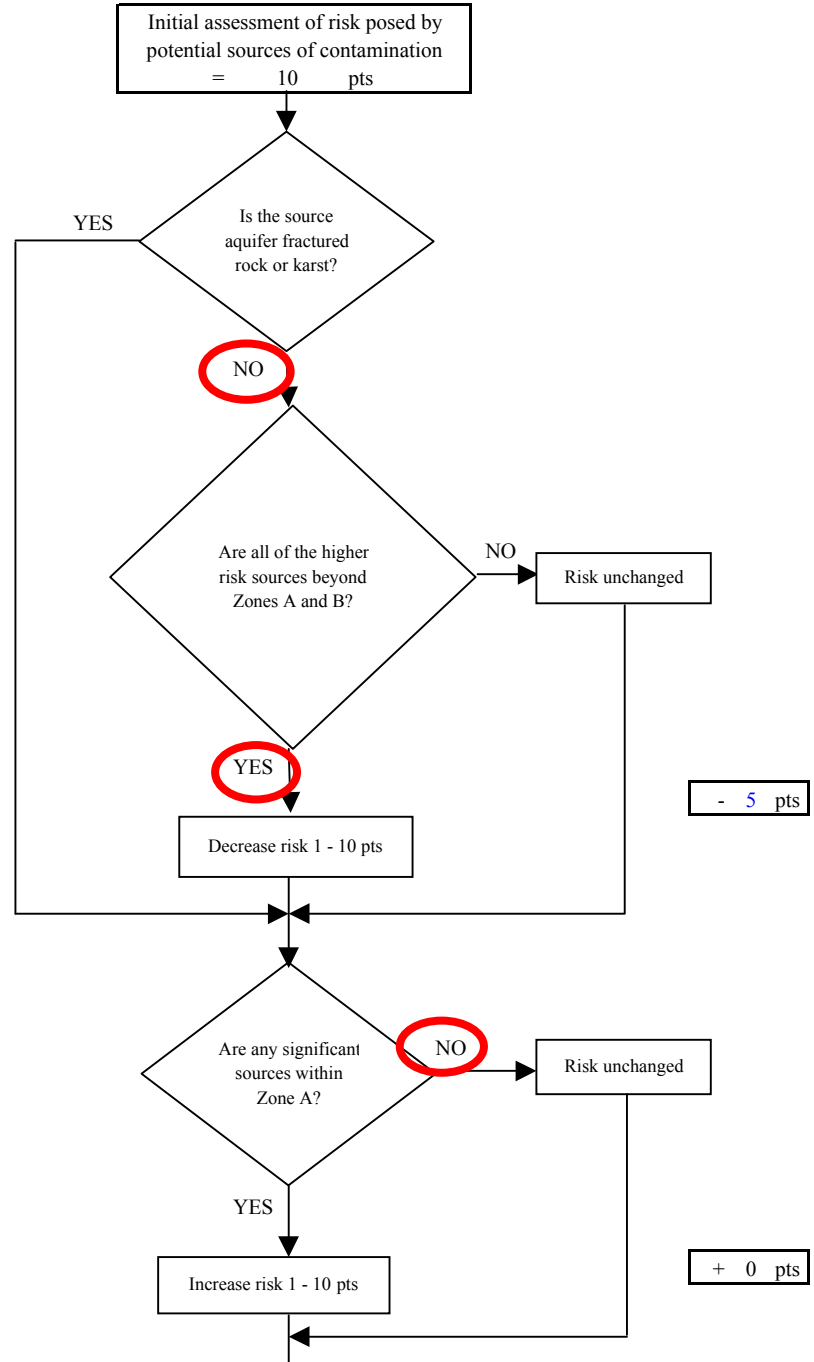 Initial assessment of risk posed by
potential sources of contamination
= 10 pts
YES
Is the source
aquifer fractured
rock or karst?
NO
Are all of the higher
risk sources beyond
Zones A and B?
NO
Risk unchanged
YES
- 5 pts
Decrease risk 1 - 10 pts
Are any significant
sources within
Zone A?
NO
Risk unchanged
YES
+ 0 pts
Increase risk 1 - 10 pts